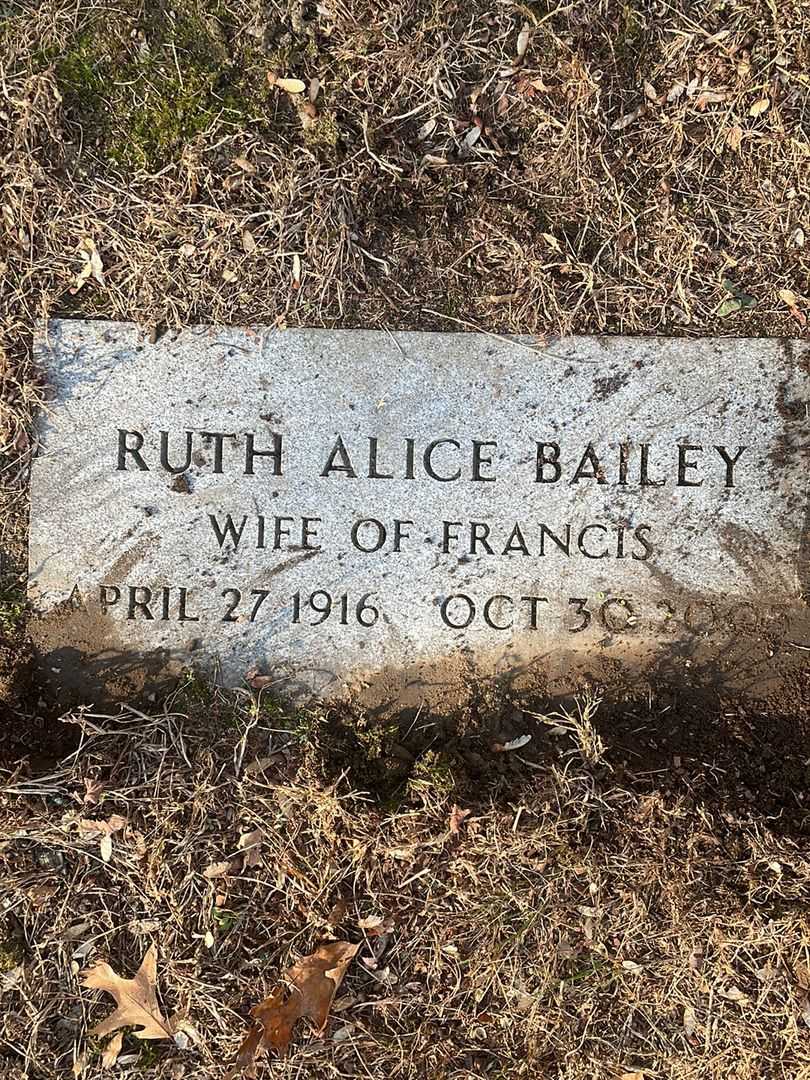 RUTH ALICE BAILEY
WIFE OF FRANCIS
APRIL 27 1916 OCT 30